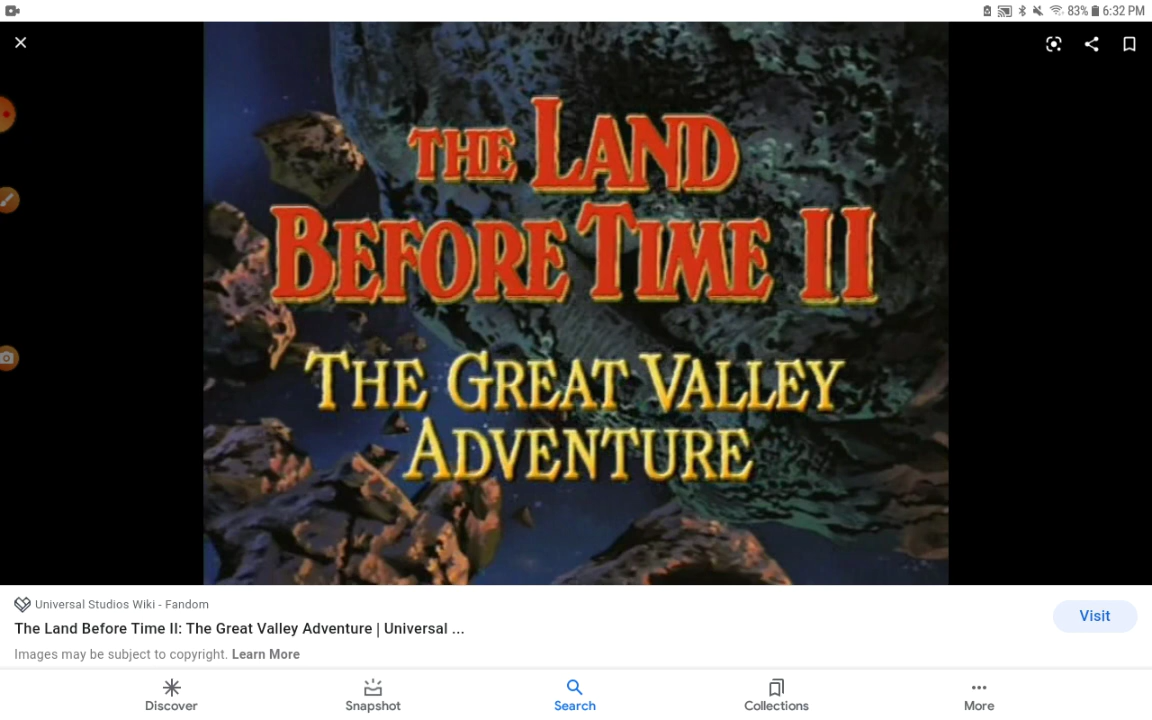 83% 6:32 PM
THE LAND
BEFORE TIME II
THE GREAT VALLEY
ADVENTURE
Universal Studios Wiki - Fandom
The Land Before Time II: The Great Valley Adventure | Universal ...
Visit
Images may be subject to copyright. Learn More
Discover
Snapshot
Search
Collections
More